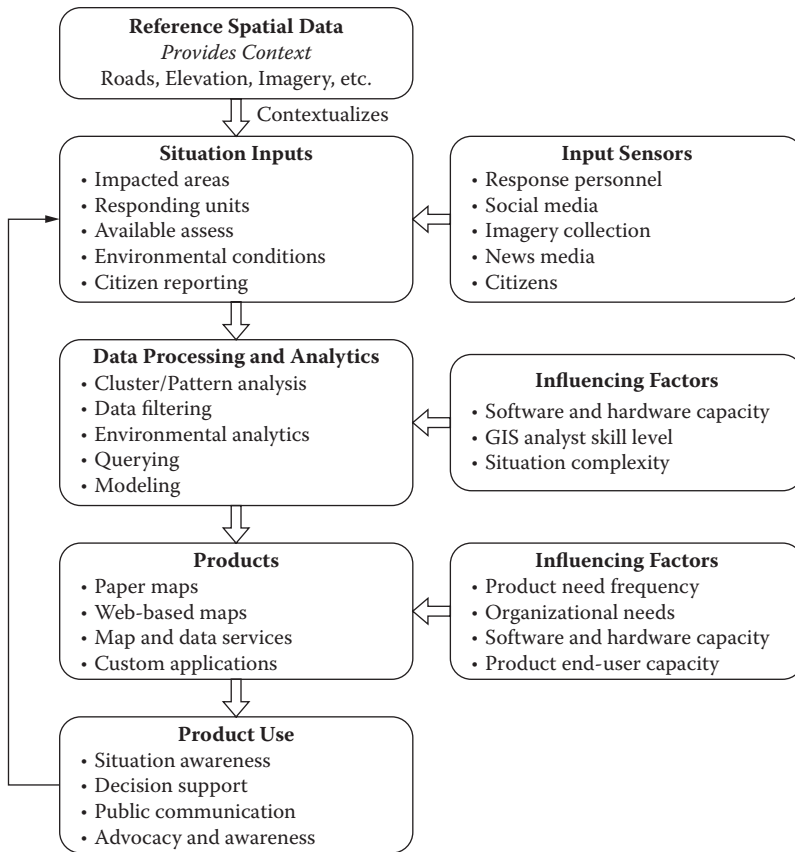 Reference Spatial Data
Provides Context
Roads, Elevation, Imagery, etc.
Contextualizes
Situation Inputs
• Impacted areas
• Responding units
• Available assess
• Environmental conditions
• Citizen reporting
Input Sensors
• Response personnel
• Social media
• Imagery collection
• News media
• Citizens
Data Processing and Analytics
• Cluster/Pattern analysis
• Data filtering
• Environmental analytics
• Querying
• Modeling
Influencing Factors
• Software and hardware capacity
• GIS analyst skill level
• Situation complexity
Products
• Paper maps
• Web-based maps
• Map and data services
• Custom applications
Influencing Factors
• Product need frequency
• Organizational needs
• Software and hardware capacity
• Product end-user capacity
Product Use
• Situation awareness
• Decision support
• Public communication
• Advocacy and awareness